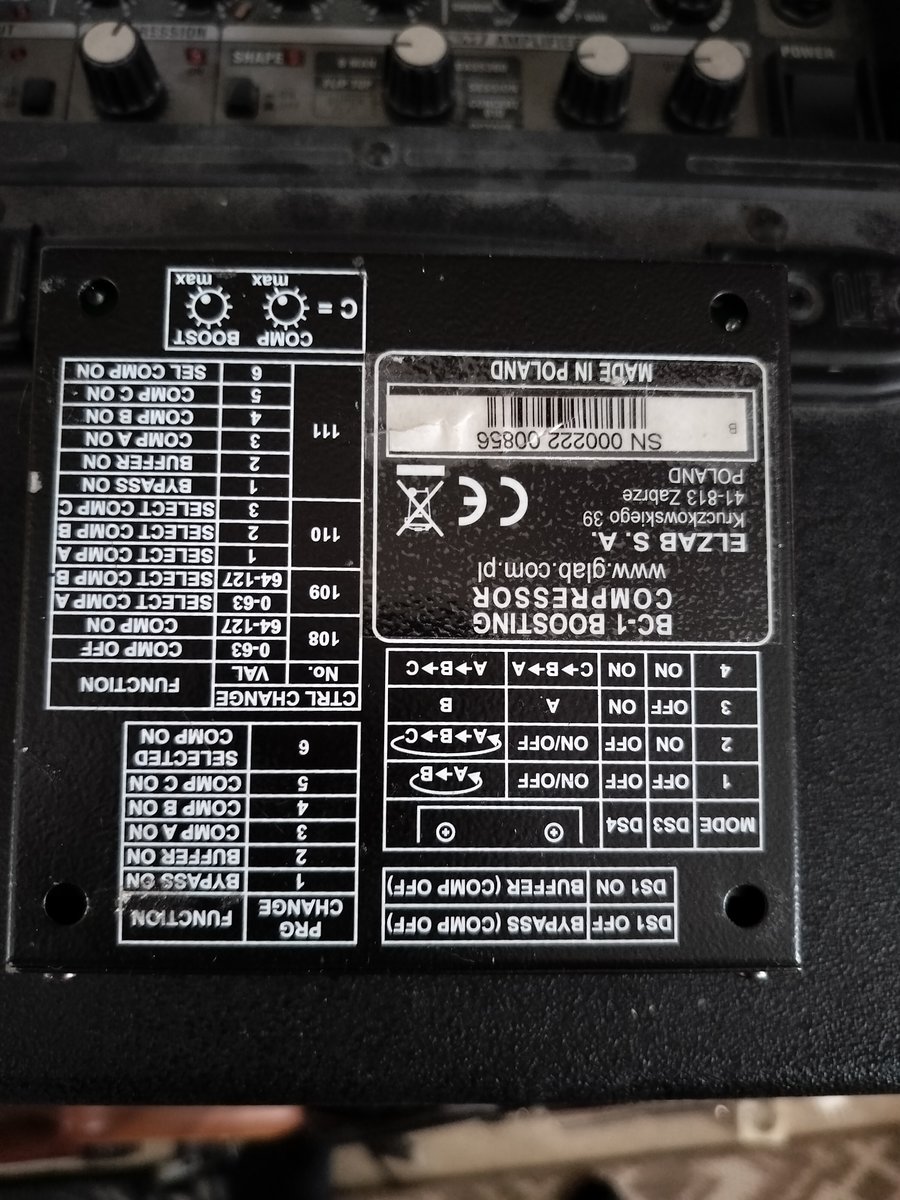 POWER
SHAPE
DS1 OFF BYPASS (COMP OFF)
DS1 ON BUFFER (COMP OFF)
MODE DS3 DS4
1 OFF OFF ON/OFF A→B
2 ON OFF ON/OFF A→B→C
3 OFF ON A B
4 ON ON C→B→A A→B→C
BC-1 BOOSTING
COMPRESSOR
www.glab.com.pl
ELZAB S. A.
Kruczkowskiego 39
41-813 Zabrze
POLAND
CE
SN 000222 00856
B
MADE IN POLAND
PRG CHANGE FUNCTION
1 BYPASS ON
2 BUFFER ON
3 COMP A ON
4 COMP B ON
5 COMP C ON
6 SELECTED COMP ON
CTRL CHANGE FUNCTION
No. VAL
108 0-63 COMP OFF
64-127 COMP ON
109 0-63 SELECT COMP A
64-127 SELECT COMP B
110 1 SELECT COMP A
2 SELECT COMP B
3 SELECT COMP C
111 1 BYPASS ON
2 BUFFER ON
3 COMP A ON
4 COMP B ON
5 COMP C ON
6 SEL COMP ON
COMP BOOST
C =
max max